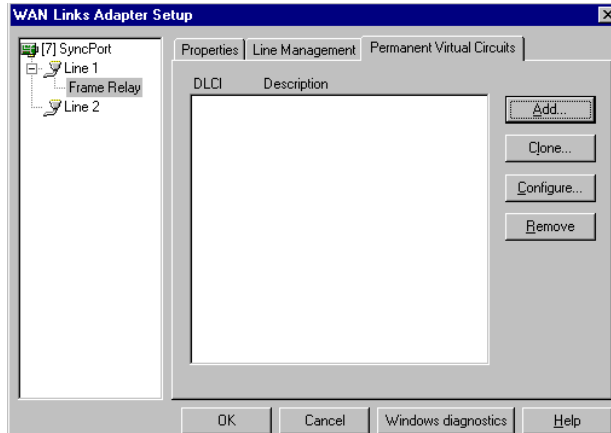 WAN Links Adapter Setup
[7] SyncPort
Line 1
Frame Relay
Line 2
Properties
Line Management
Permanent Virtual Circuits
DLCI Description
Add...
Clone...
Configure...
Remove
OK
Cancel
Windows diagnostics
Help